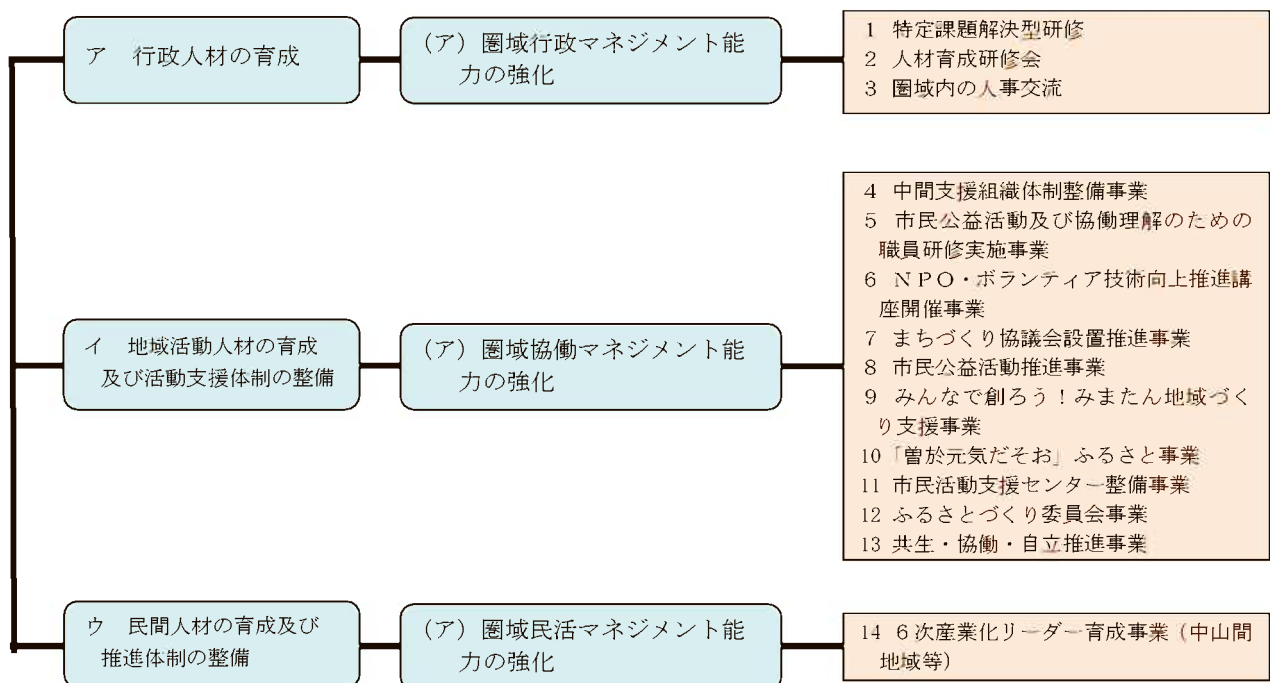 ア　行政人材の育成
（ア）圏域行政マネジメント能
力の強化
１　特定課題解決型研修
２　人材育成研修会
３　圏域内の人事交流
イ　地域活動人材の育成
及び活動支援体制の整備
（ア）圏域協働マネジメント能
力の強化
４　中間支援組織体制整備事業
５　市民公益活動及び協働理解のための
職員研修実施事業
６　ＮＰＯ・ボランティア技術向上推進講
座開催事業
７　まちづくり協議会設置推進事業
８　市民公益活動推進事業
９　みんなで創ろう！みまたん地域づく
り支援事業
10「曽於元気だそお」ふるさと事業
11 市民活動支援センター整備事業
12 ふるさとづくり委員会事業
13 共生・協働・自立推進事業
ウ　民間人材の育成及び
推進体制の整備
（ア）圏域民活マネジメント能
力の強化
14 ６次産業化リーダー育成事業（中山間
地域等）